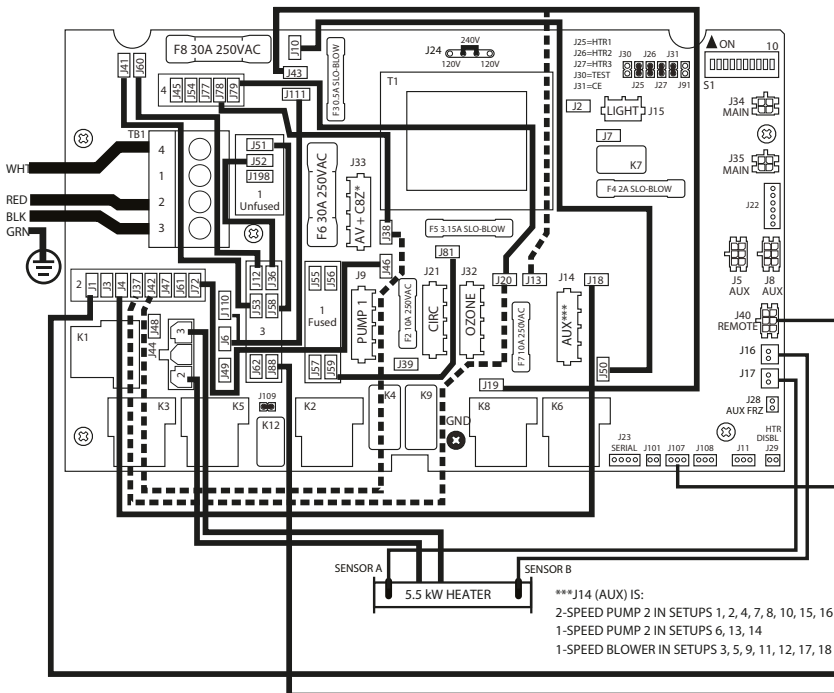 F8 30A 250VAC
J10
J41
J60
4
J45
J54
J77
J78
J79
J43
J111
F3 0.5A SLO-BLOW
J24
240V
120V
120V
J25=HTR1
J26=HTR2
J27=HTR3
J30=TEST
J31=CE
J30
J26
J31
J25
J27
J91
ON
10
S1
T1
J2
LIGHT
J15
J34
MAIN
TB1
4
1
2
3
WHT
RED
BLK
GRN
J51
J52
J198
1
Unfused
F6 30A 250VAC
J33
AV + C8Z*
J7
K7
F4 2A SLO-BLOW
J35
MAIN
J22
J38
F5 3.15A SLO-BLOW
J5
AUX
J8
AUX
2
J1
J3
J4
J37
J42
J47
J61
J72
J12
J36
J53
J58
3
J62
J88
J110
J6
J49
J55
J56
1
Fused
J57
J59
J9
PUMP 1
J46
F2 10A 250VAC
J39
J81
J21
CIRC
J32
OZONE
J20
J13
F7 10A 250VAC
J19
J14
AUX***
J18
J50
J40
REMOTE
J16
J17
J28
AUX FRZ
K1
J48
J44
3
2
K3
K5
J109
K12
K2
K4
K9
GND
K8
K6
J23
SERIAL
J101
J107
J108
J11
HTR
DISBL
J29
SENSOR A
SENSOR B
5.5 kW HEATER
***J14 (AUX) IS:
2-SPEED PUMP 2 IN SETUPS 1, 2, 4, 7, 8, 10, 15, 16
1-SPEED PUMP 2 IN SETUPS 6, 13, 14
1-SPEED BLOWER IN SETUPS 3, 5, 9, 11, 12, 17, 18